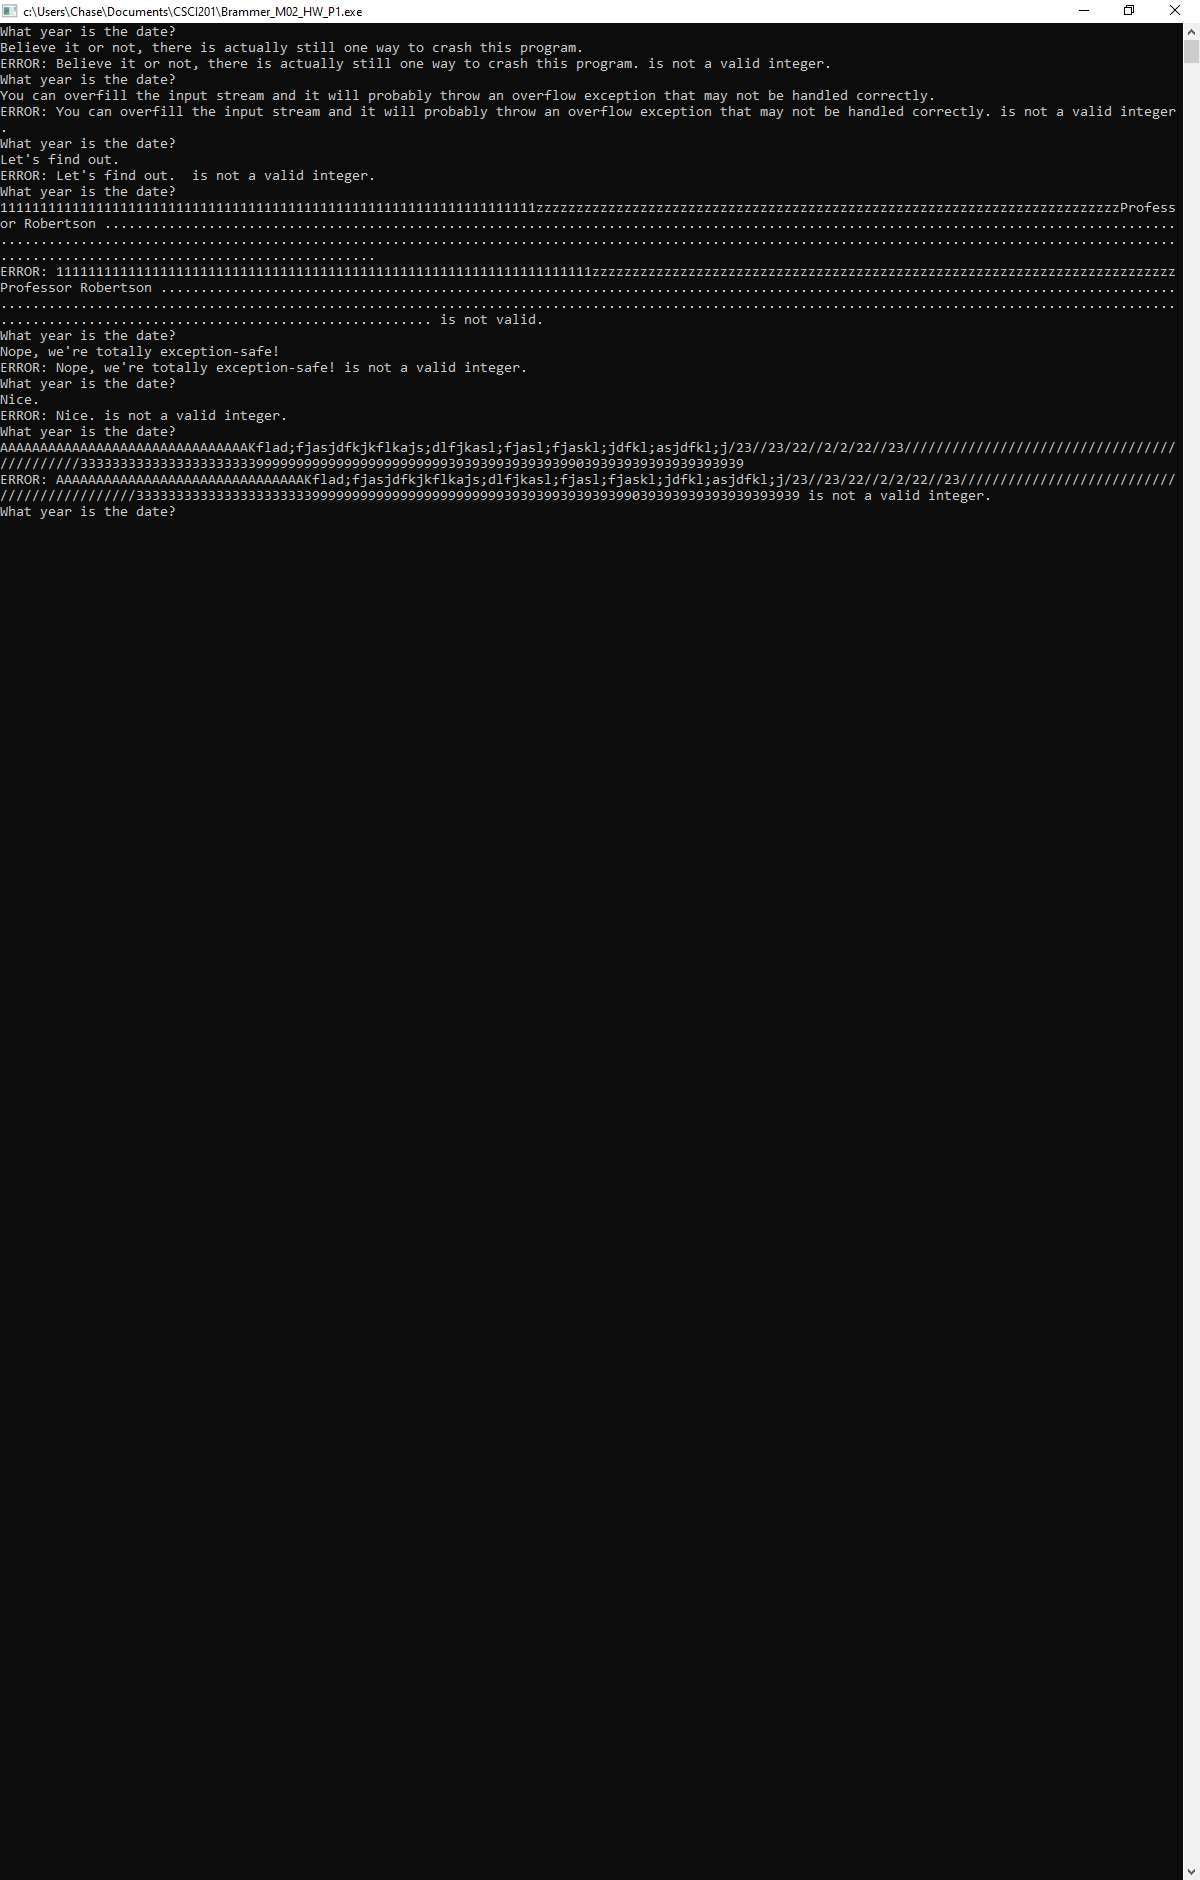 c:\Users\Chase\Documents\CSCI201\Brammer_M02_HW_P1.exe
What year is the date?
Believe it or not, there is actually still one way to crash this program.
ERROR: Believe it or not, there is actually still one way to crash this program. is not a valid integer.
What year is the date?
You can overfill the input stream and it will probably throw an overflow exception that may not be handled correctly.
ERROR: You can overfill the input stream and it will probably throw an overflow exception that may not be handled correctly. is not a valid integer
.
What year is the date?
Let's find out.
ERROR: Let's find out.  is not a valid integer.
What year is the date?
1111111111111111111111111111111111111111111111111111111111111111111zzzzzzzzzzzzzzzzzzzzzzzzzzzzzzzzzzzzzzzzzzzzzzzzzzzzzzzzzzzzzzzzzzzzzzzzzProfess
or Robertson ......................................................................................................................................
...................................................................................................................................................
...............................................
ERROR: 1111111111111111111111111111111111111111111111111111111111111111111zzzzzzzzzzzzzzzzzzzzzzzzzzzzzzzzzzzzzzzzzzzzzzzzzzzzzzzzzzzzzzzzzzzzzzzzz
Professor Robertson ...............................................................................................................................
...................................................................................................................................................
...................................................... is not valid.
What year is the date?
Nope, we're totally exception-safe!
ERROR: Nope, we're totally exception-safe! is not a valid integer.
What year is the date?
Nice.
ERROR: Nice. is not a valid integer.
What year is the date?
AAAAAAAAAAAAAAAAAAAAAAAAAAAAAAAKflad;fjasjdfkjkflkajs;dlfjkasl;fjasl;fjaskl;jdfkl;asjdfkl;j/23//23/22//2/2/22//23//////////////////////////////////
//////////33333333333333333333339999999999999999999999993939399393939399039393939393939393939
ERROR: AAAAAAAAAAAAAAAAAAAAAAAAAAAAAAAKflad;fjasjdfkjkflkajs;dlfjkasl;fjasl;fjaskl;jdfkl;asjdfkl;j/23//23/22//2/2/22//23///////////////////////////
/////////////////33333333333333333333339999999999999999999999993939399393939399039393939393939393939 is not a valid integer.
What year is the date?